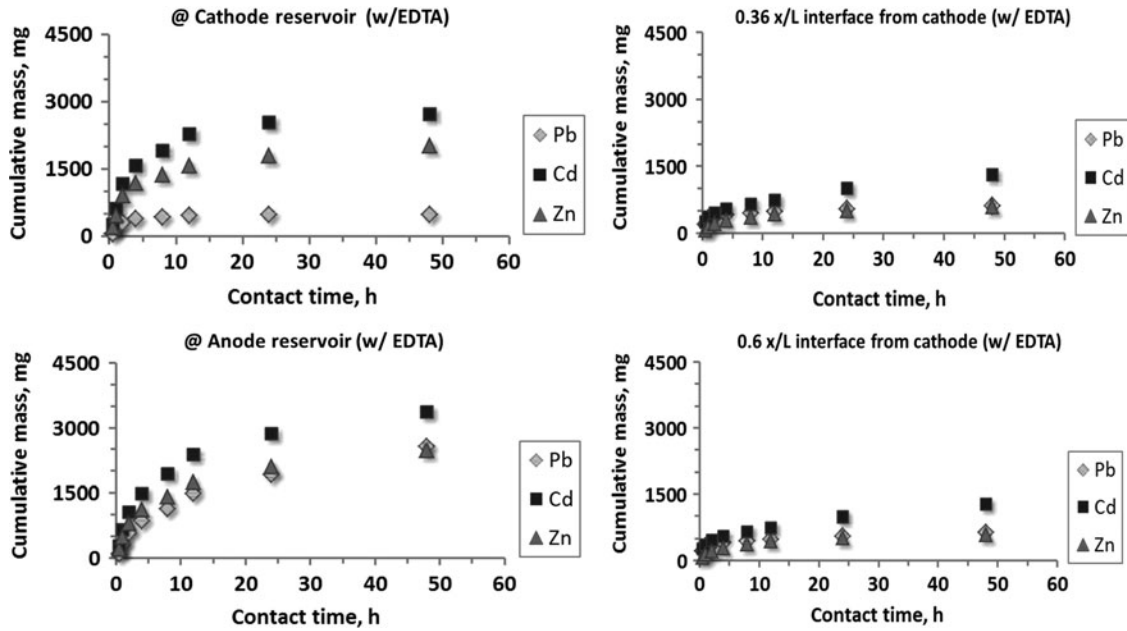 @ Cathode reservoir (w/EDTA)
4500
3000
1500
0
Cumulative mass, mg
0 10 20 30 40 50 60
Contact time, h
Pb
Cd
Zn
0.36 x/L interface from cathode (w/ EDTA)
4500
3000
1500
0
Cumulative mass, mg
0 10 20 30 40 50 60
Contact time, h
Pb
Cd
Zn
@ Anode reservoir (w/ EDTA)
4500
3000
1500
0
Cumulative mass, mg
0 10 20 30 40 50 60
Contact time, h
Pb
Cd
Zn
0.6 x/L interface from cathode (w/ EDTA)
4500
3000
1500
0
Cumulative mass, mg
0 10 20 30 40 50 60
Contact time, h
Pb
Cd
Zn